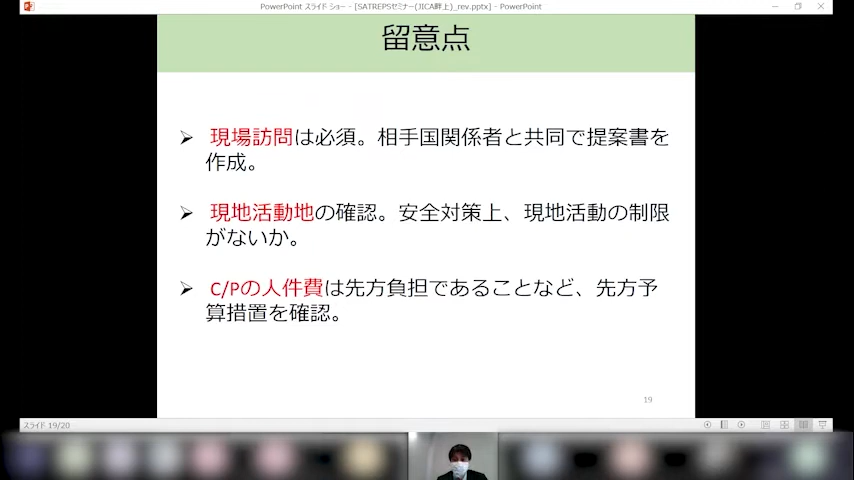 PowerPoint スライド ショー - [SATREPSセミナー(JICA畔上)_rev.pptx] - PowerPoint
留意点
➢ 現場訪問は必須。相手国関係者と共同で提案書を
作成。
➢ 現地活動地の確認。安全対策上、現地活動の制限
がないか。
➢ C/Pの人件費は先方負担であることなど、先方予
算措置を確認。
19
スライド 19/20